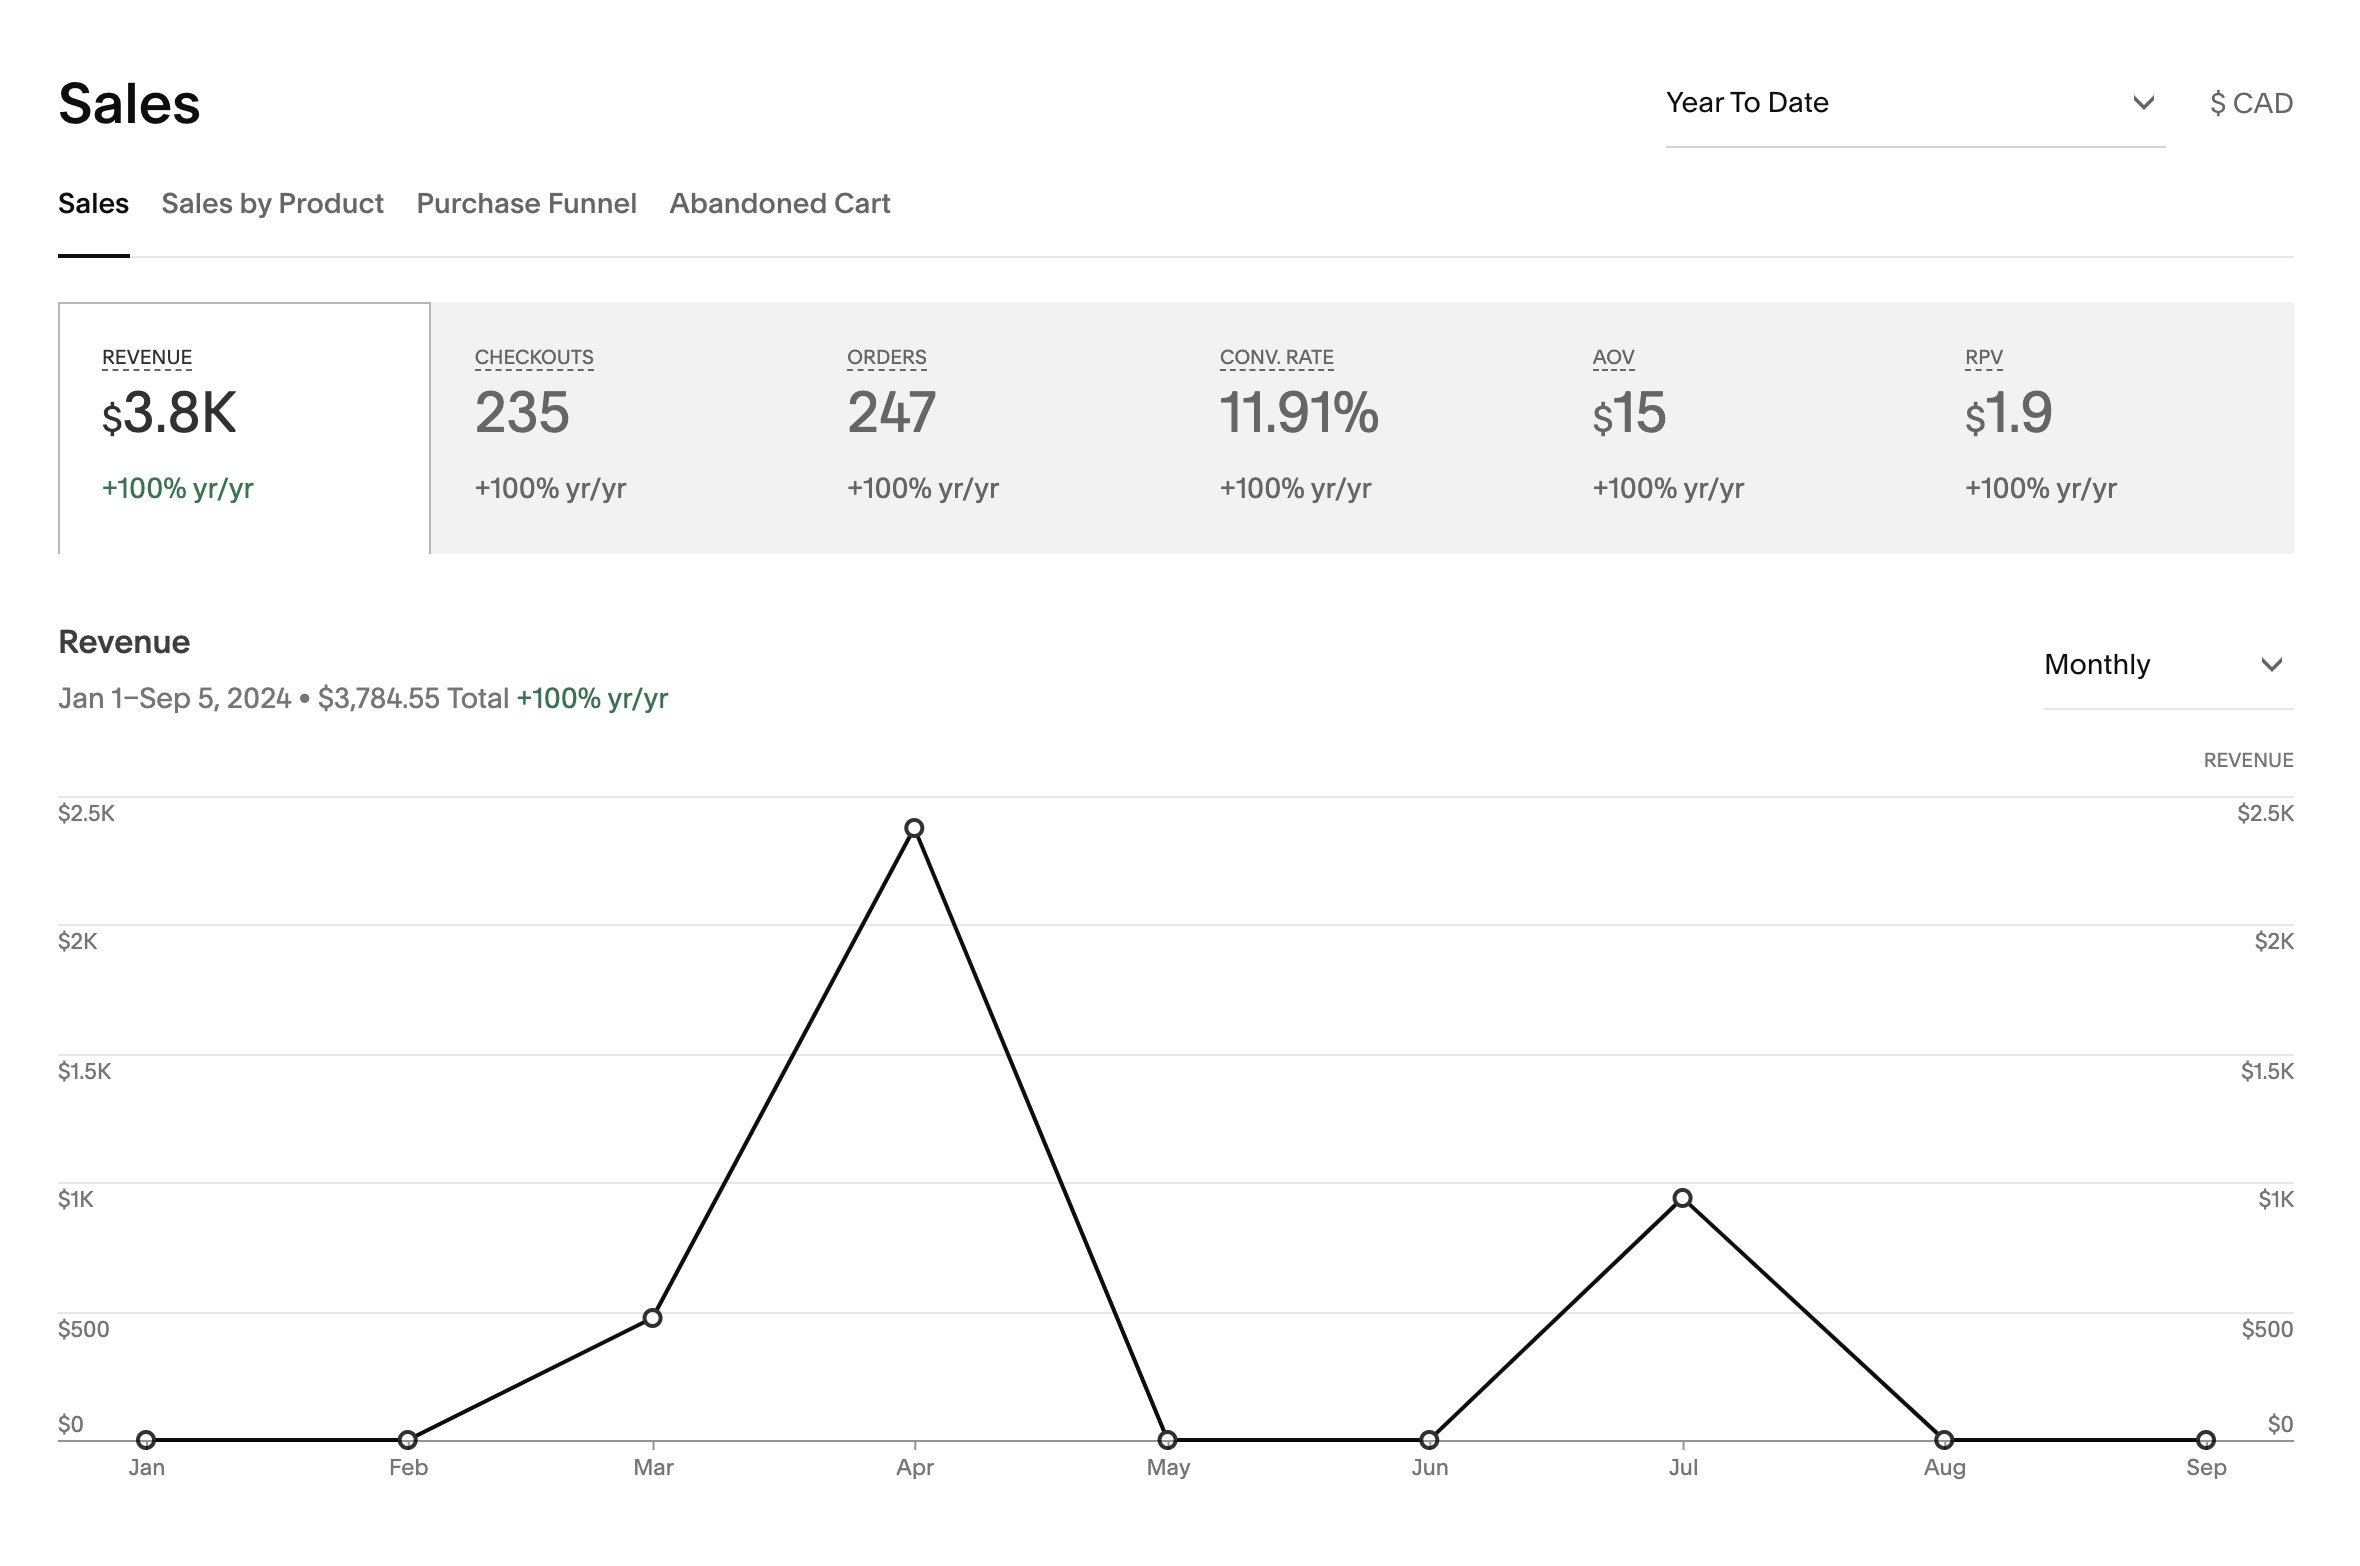 Sales
Year To Date
$ CAD
Sales Sales by Product Purchase Funnel Abandoned Cart
REVENUE
$3.8K
+100% yr/yr
CHECKOUTS
235
+100% yr/yr
ORDERS
247
+100% yr/yr
CONV. RATE
11.91%
+100% yr/yr
AOV
$15
+100% yr/yr
RPV
$1.9
+100% yr/yr
Revenue
Jan 1–Sep 5, 2024 • $3,784.55 Total +100% yr/yr
Monthly
REVENUE
$2.5K $2.5K
$2K $2K
$1.5K $1.5K
$1K $1K
$500 $500
$0 $0
Jan Feb Mar Apr May Jun Jul Aug Sep